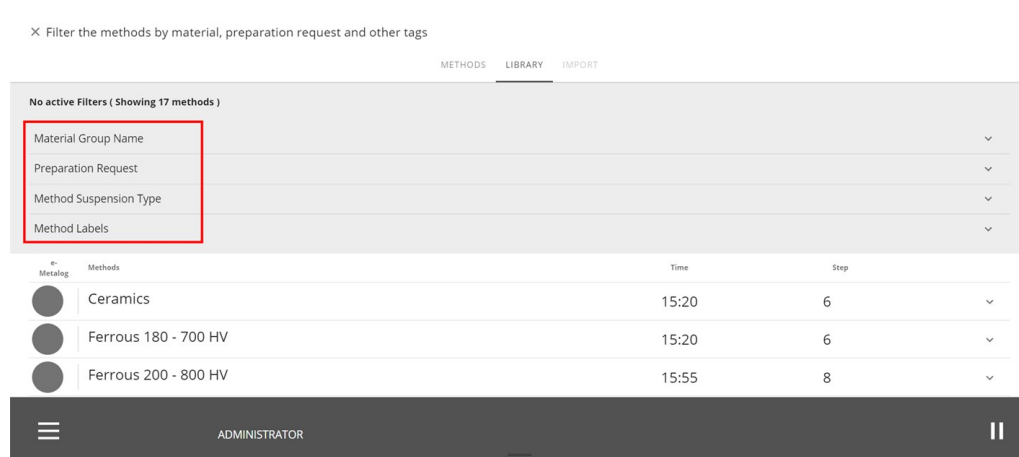 × Filter the methods by material, preparation request and other tags
METHODS LIBRARY IMPORT
No active Filters ( Showing 17 methods )
Material Group Name
Preparation Request
Method Suspension Type
Method Labels
e-
Metalog Methods Time Step
Ceramics 15:20 6
Ferrous 180 - 700 HV 15:20 6
Ferrous 200 - 800 HV 15:55 8
ADMINISTRATOR